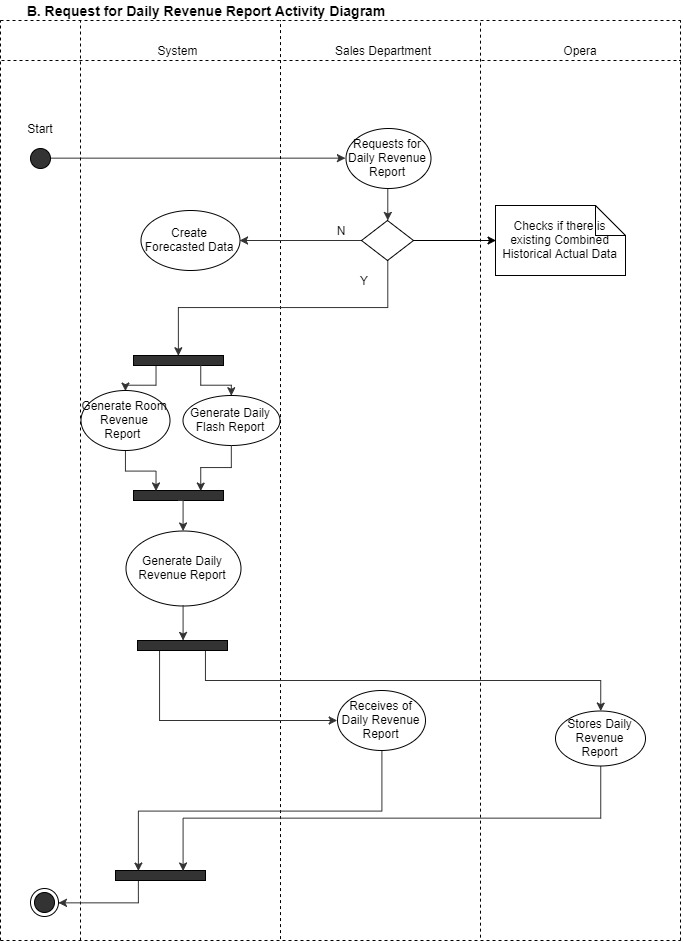 B. Request for Daily Revenue Report Activity Diagram
System
Sales Department
Opera
Start
Requests for
Daily Revenue
Report
Create
Forecasted Data
N
Checks if there is
existing Combined
Historical Actual Data
Y
Generate Room
Revenue
Report
Generate Daily
Flash Report
Generate Daily
Revenue Report
Receives of
Daily Revenue
Report
Stores Daily
Revenue
Report